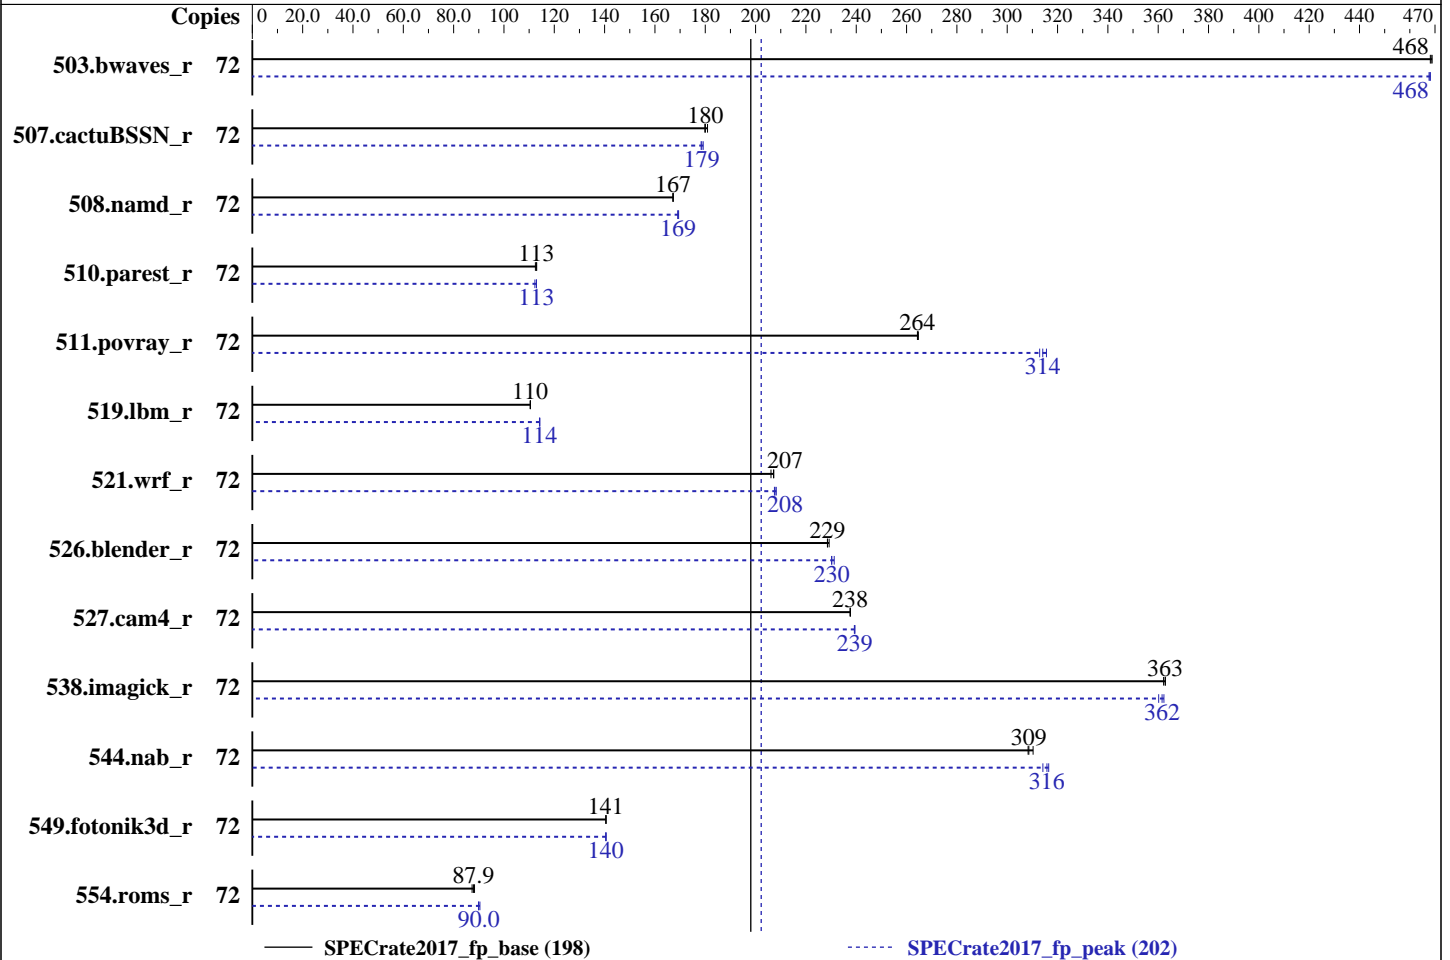 Copies 0 20.0 40.0 60.0 80.0 100 120 140 160 180 200 220 240 260 280 300 320 340 360 380 400 420 440 470
468
503.bwaves_r 72
468
180
507.cactuBSSN_r 72
179
167
508.namd_r 72
169
113
510.parest_r 72
113
264
511.povray_r 72
314
110
519.lbm_r 72
114
207
521.wrf_r 72
208
229
526.blender_r 72
230
238
527.cam4_r 72
239
363
538.imagick_r 72
362
309
544.nab_r 72
316
141
549.fotonik3d_r 72
140
87.9
554.roms_r 72
90.0
SPECrate2017_fp_base (198) SPECrate2017_fp_peak (202)